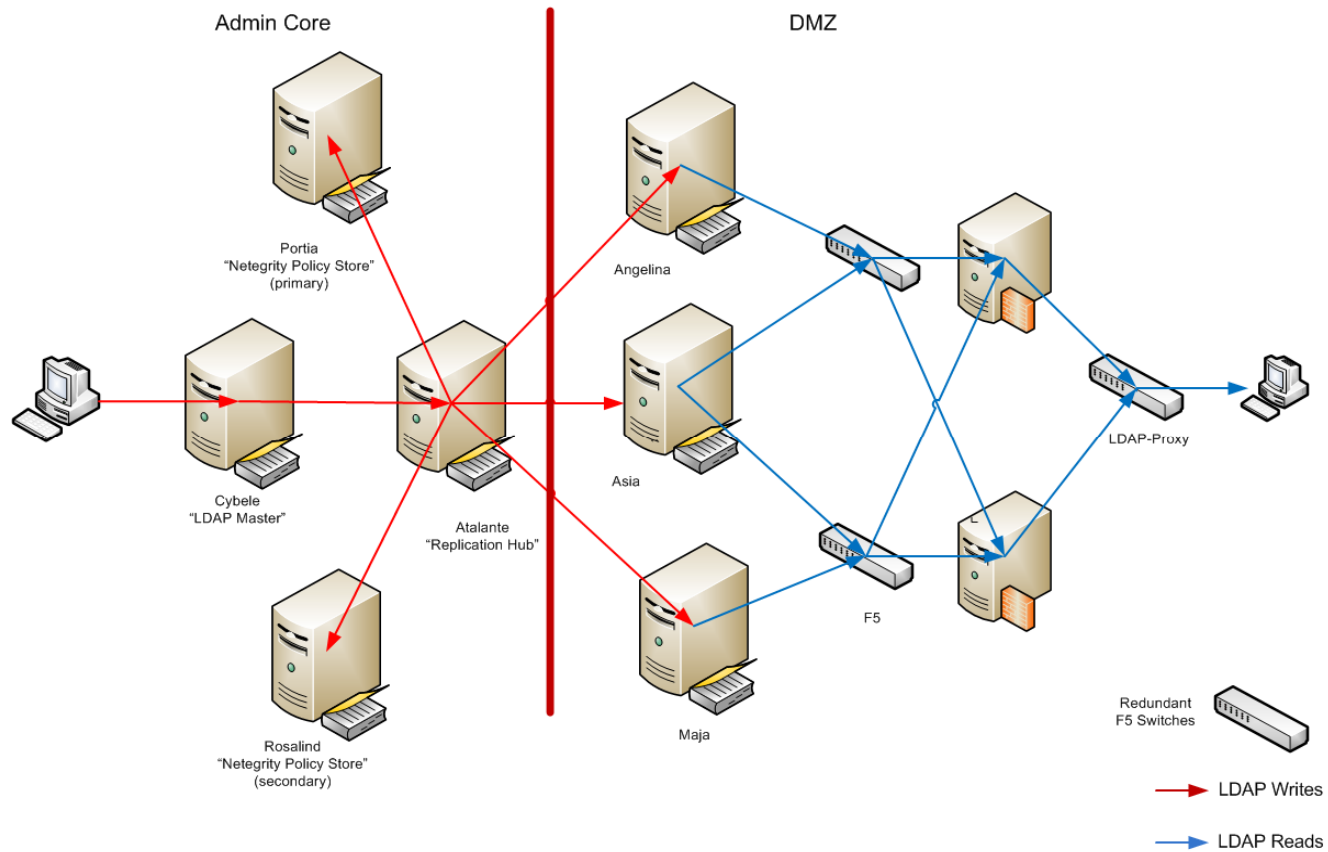 Admin Core
DMZ
Portia
“Netegrity Policy Store”
(primary)
Angelina
Cybele
“LDAP Master”
Atalante
“Replication Hub”
Asia
LDAP-Proxy
F5
Rosalind
“Netegrity Policy Store”
(secondary)
Maja
Redundant
F5 Switches
LDAP Writes
LDAP Reads